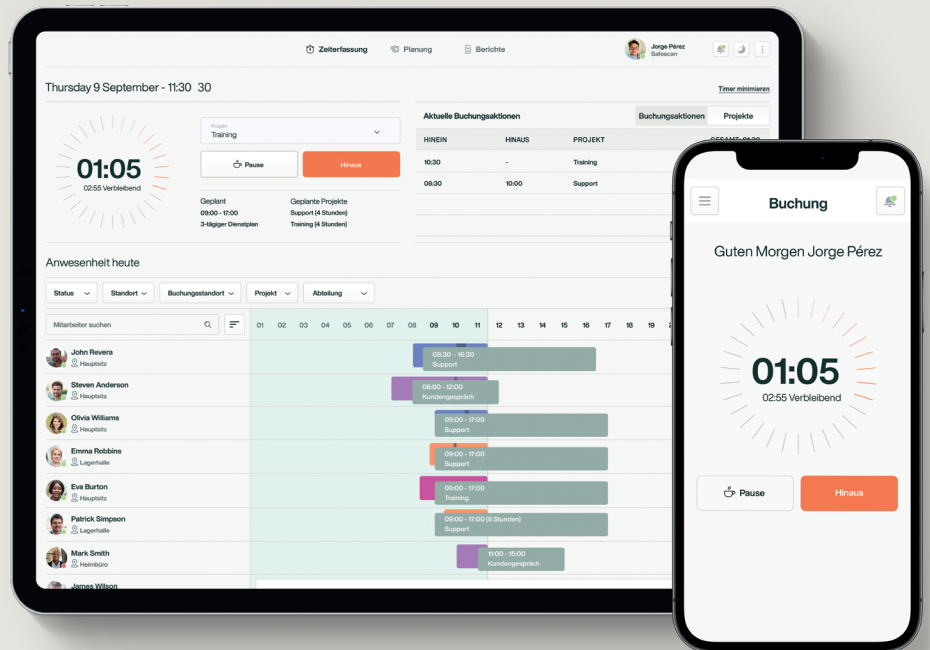 Zeiterfassung
Planung
Berichte
Jorge Pérez
Safescan
Thursday 9 September - 11:30 30
Timer minimieren
01:05
02:55 Verbleibend
Projekt
Training
Pause
Hinaus
Geplant
Geplante Projekte
09:00 - 17:00
Support (4 Stunden)
3-tägiger Dienstplan
Training (4 Stunden)
Aktuelle Buchungsaktionen
Buchungsaktionen
Projekte
HINEIN
HINAUS
PROJEKT
10:30
-
Training
08:30
10:00
Support
Anwesenheit heute
Status
Standort
Buchungsstandort
Projekt
Abteilung
Mitarbeiter suchen
01 02 03 04 05 06 07 08 09 10 11 12 13 14 15 16 17 18 19
John Revera
Hauptsitz
08:30 - 16:30
Support
Steven Anderson
Hauptsitz
08:00 - 12:00
Kundengespräch
Olivia Williams
Hauptsitz
09:00 - 17:00
Support
Emma Robbins
Lagerhalle
09:00 - 17:00
Support
Eva Burton
Hauptsitz
09:00 - 17:00
Training
Patrick Simpson
Lagerhalle
09:00 - 17:00 (8 Stunden)
Support
Mark Smith
Heimbüro
11:00 - 15:00
Kundengespräch
James Wilson
Buchung
Guten Morgen Jorge Pérez
01:05
02:55 Verbleibend
Pause
Hinaus